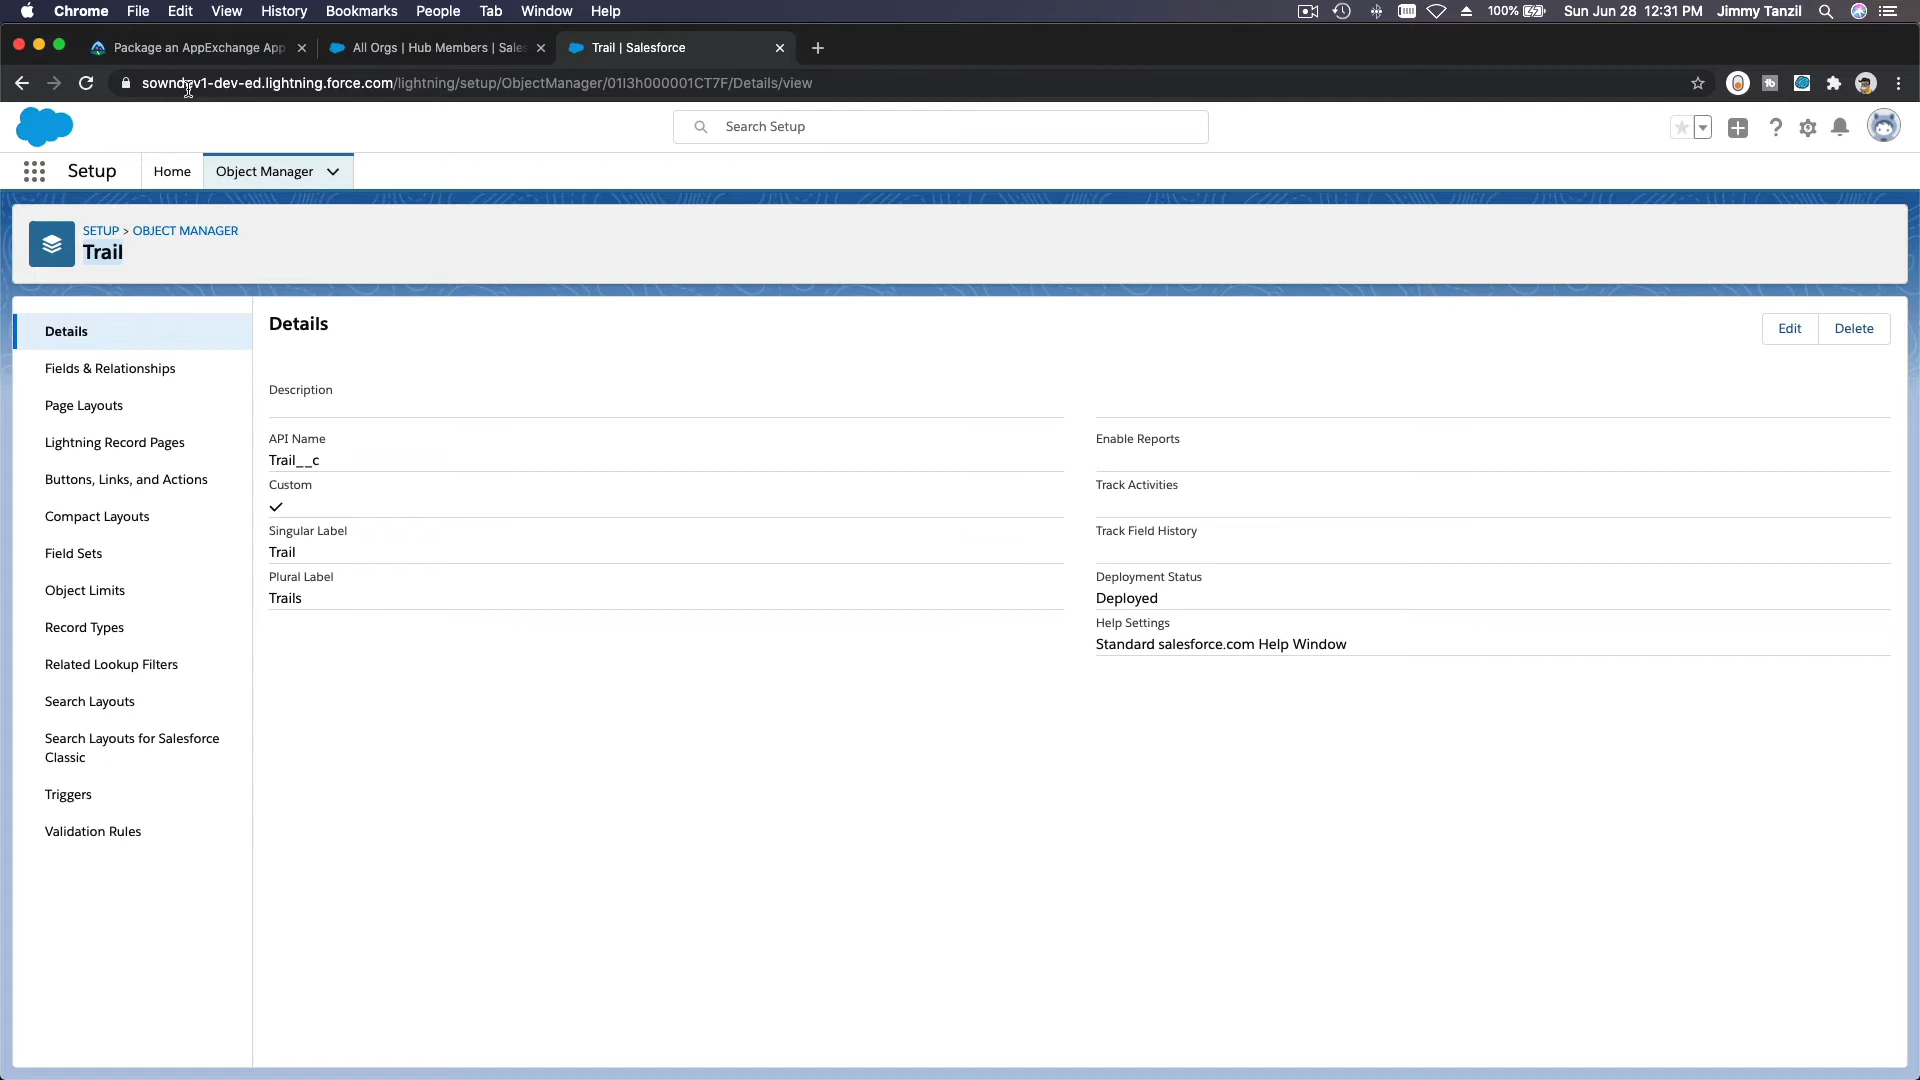 Chrome File Edit View History Bookmarks People Tab Window Help 100% Sun Jun 28 12:31 PM Jimmy Tanzil
Package an AppExchange App All Orgs | Hub Members | Sales Trail | Salesforce
sowndev1-dev-ed.lightning.force.com/lightning/setup/ObjectManager/01I3h000001CT7F/Details/view
Search Setup
Setup Home Object Manager
SETUP > OBJECT MANAGER
Trail
Details
Fields & Relationships
Page Layouts
Lightning Record Pages
Buttons, Links, and Actions
Compact Layouts
Field Sets
Object Limits
Record Types
Related Lookup Filters
Search Layouts
Search Layouts for Salesforce
Classic
Triggers
Validation Rules
Details
Edit Delete
Description
API Name
Trail__c
Custom
Singular Label
Trail
Plural Label
Trails
Enable Reports
Track Activities
Track Field History
Deployment Status
Deployed
Help Settings
Standard salesforce.com Help Window